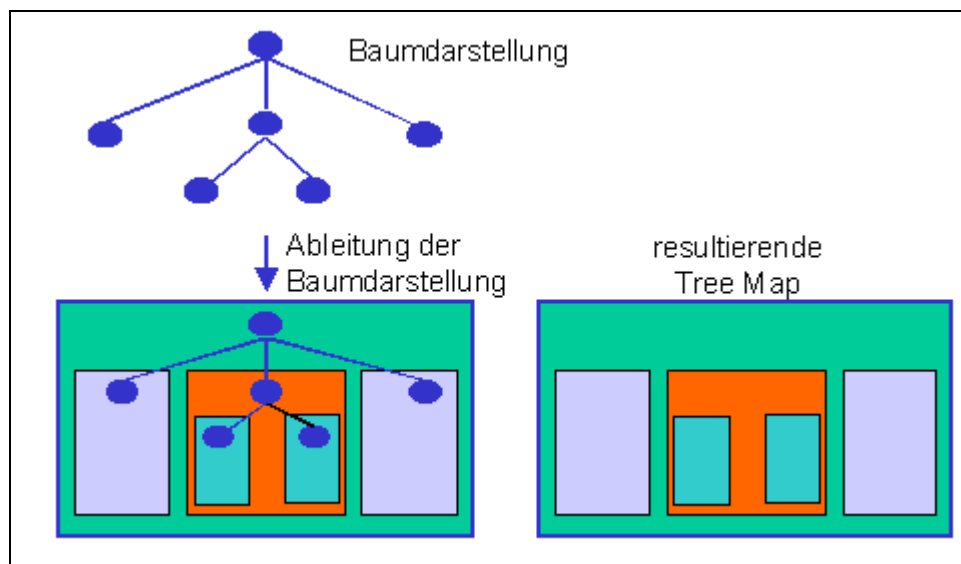 Baumdarstellung
Ableitung der
Baumdarstellung
resultierende
Tree Map